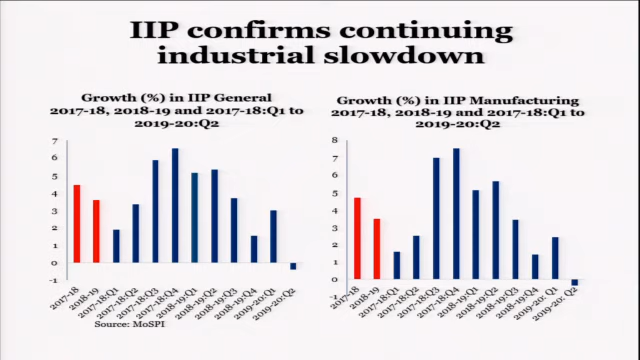 IIP confirms continuing
industrial slowdown
Growth (%) in IIP General
2017-18, 2018-19 and 2017-18:Q1 to
2019-20:Q2
7
6
5
4
3
2
1
0
-1
2017-18
2018-19
2017-18:Q1
2017-18:Q2
2017-18:Q3
2017-18:Q4
2018-19:Q1
2018-19:Q2
2018-19:Q3
2018-19:Q4
2019-20:Q1
2019-20:Q2
Source: MoSPI
Growth (%) in IIP Manufacturing
2017-18, 2018-19 and 2017-18:Q1 to
2019-20:Q2
8
7
6
5
4
3
2
1
0
-1
2017-18
2018-19
2017-18:Q1
2017-18:Q2
2017-18:Q3
2017-18:Q4
2018-19:Q1
2018-19:Q2
2018-19:Q3
2018-19:Q4
2019-20: Q1
2019-20: Q2